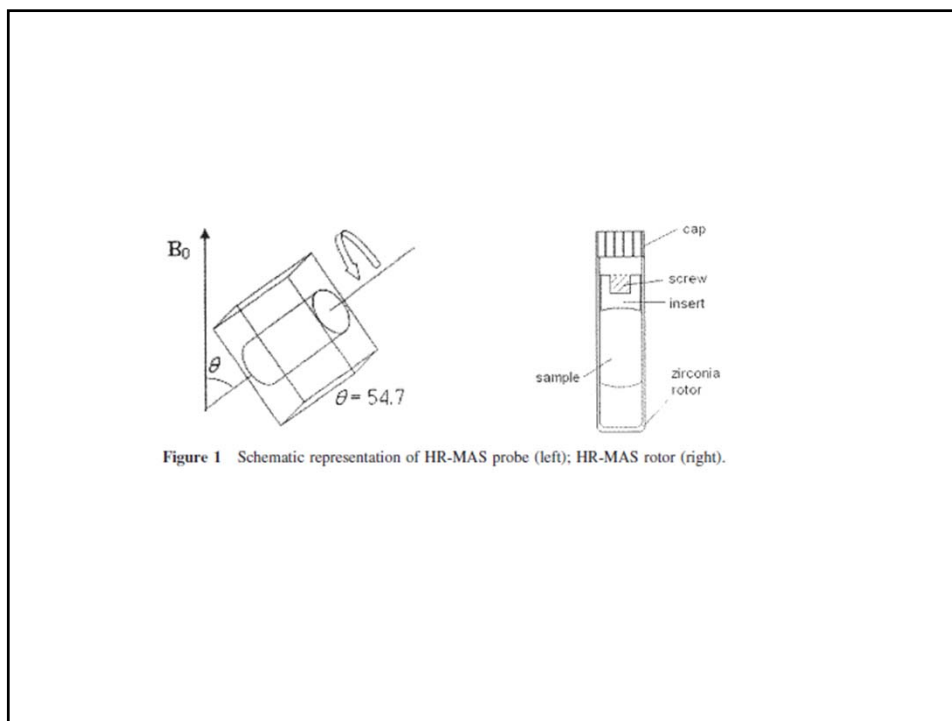 B₀
θ
θ = 54.7
cap
screw
insert
sample
zirconia
rotor
Figure 1 Schematic representation of HR-MAS probe (left); HR-MAS rotor (right).